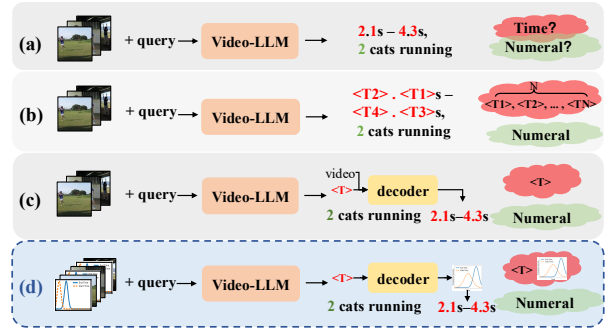 (a) + query Video-LLM 2.1s – 4.3s, Time?
2 cats running Numeral?
(b) + query Video-LLM <T2> . <T1>s – N
<T4> . <T3>s, <T1>, <T2>, ... , <TN>
2 cats running Numeral
(c) + query Video-LLM video <T> decoder <T>
2 cats running 2.1s–4.3s Numeral
(d) + query Video-LLM <T> decoder <T>
2 cats running 2.1s–4.3s Numeral